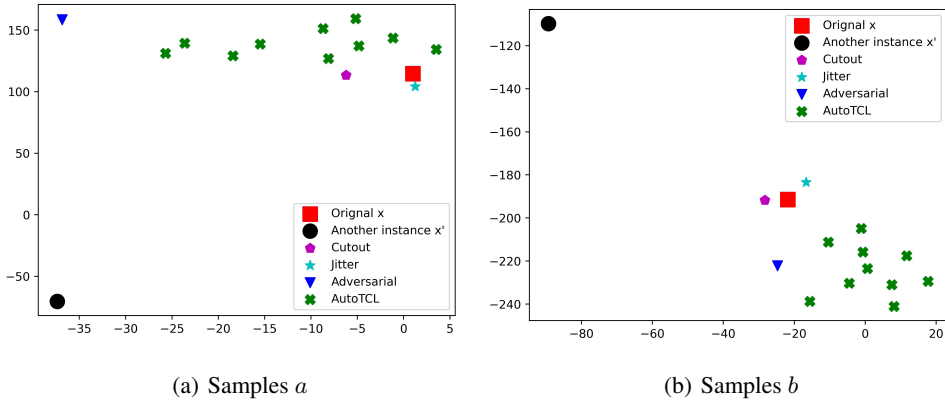 150
100
50
0
−50
−35
−30
−25
−20
−15
−10
−5
0
5
Orignal x
Another instance x'
Cutout
Jitter
Adversarial
AutoTCL
(a) Samples a
−120
−140
−160
−180
−200
−220
−240
−80
−60
−40
−20
0
20
Orignal x
Another instance x'
Cutout
Jitter
Adversarial
AutoTCL
(b) Samples b